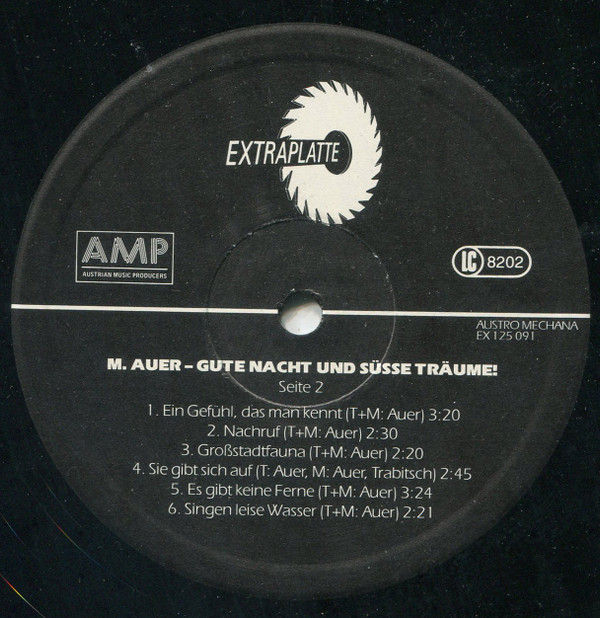 EXTRAPLATTE
AMP
AUSTRIAN MUSIC PRODUCERS
LC 8202
AUSTRO MECHANA
EX 125 091
M. AUER – GUTE NACHT UND SÜSSE TRÄUME!
Seite 2
1. Ein Gefühl, das man kennt (T+M: Auer) 3:20
2. Nachruf (T+M: Auer) 2:30
3. Großstadtfauna (T+M: Auer) 2:20
4. Sie gibt sich auf (T: Auer, M: Auer, Trabitsch) 2:45
5. Es gibt keine Ferne (T+M: Auer) 3:24
6. Singen leise Wasser (T+M: Auer) 2:21